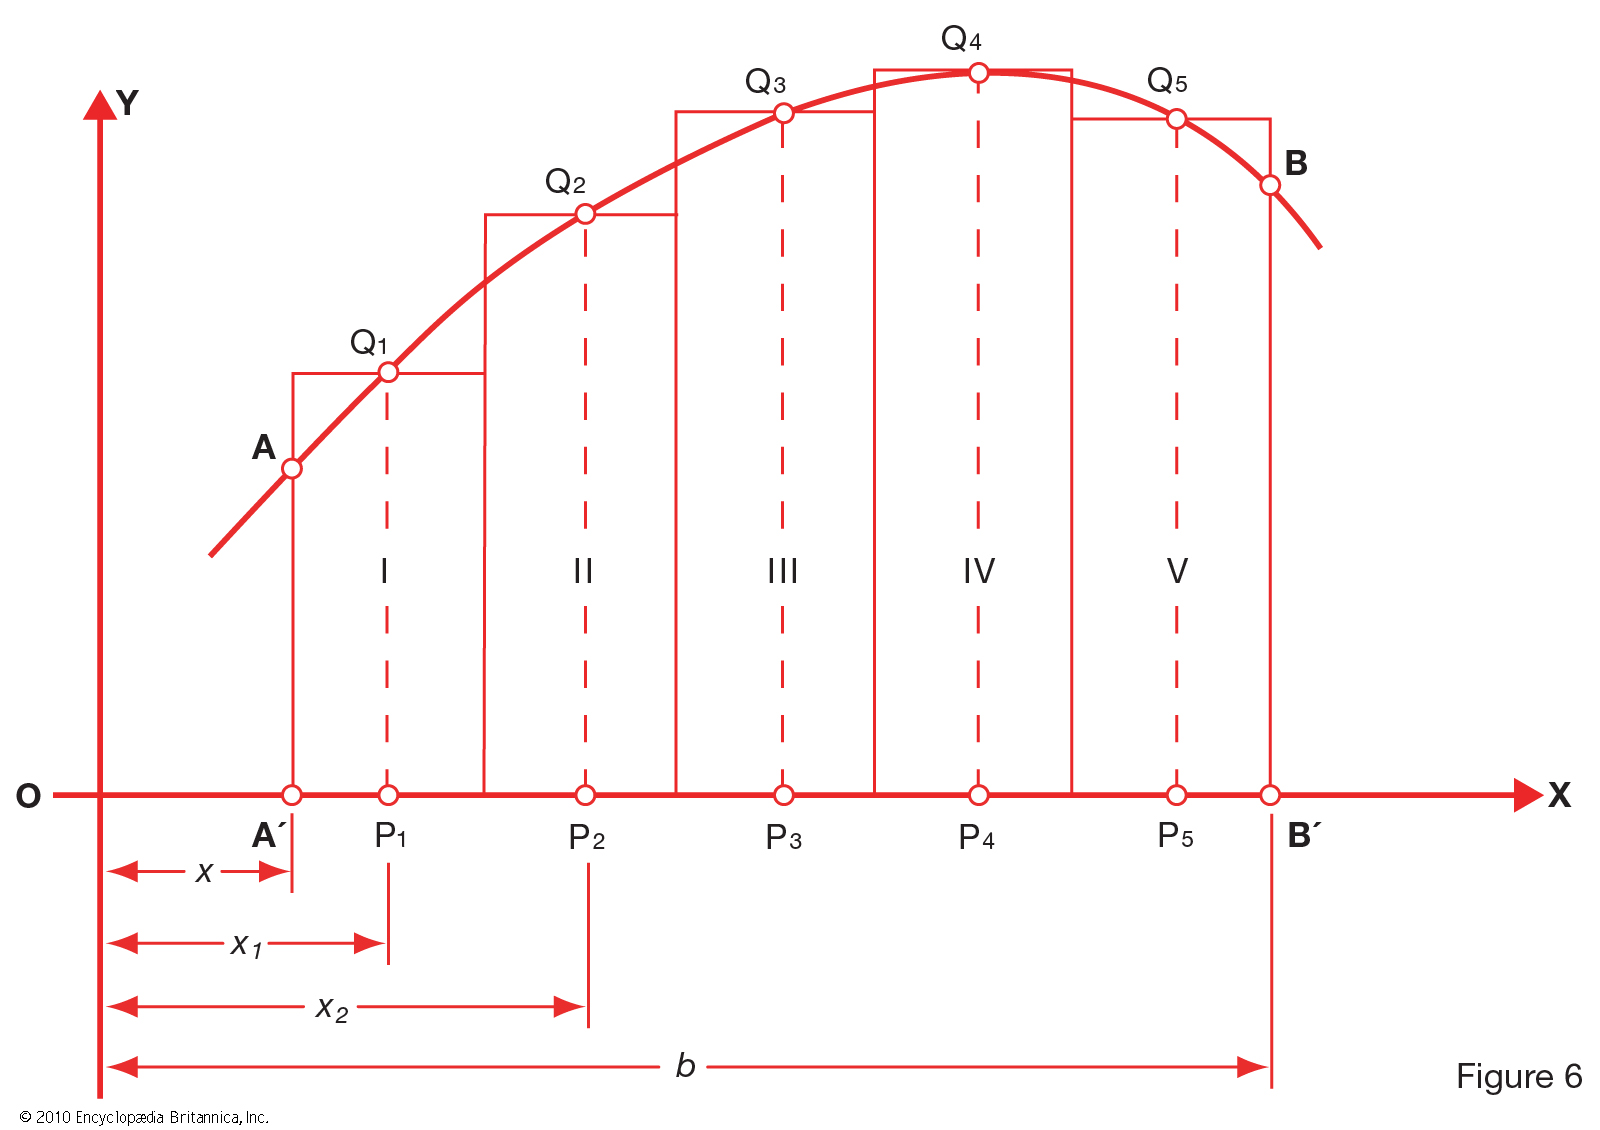 Q4
Q3
Q5
Y
B
Q2
Q1
A
I II III IV V
O X
A´ P1 P2 P3 P4 P5 B´
x
x1
x2
b
Figure 6
© 2010 Encyclopædia Britannica, Inc.